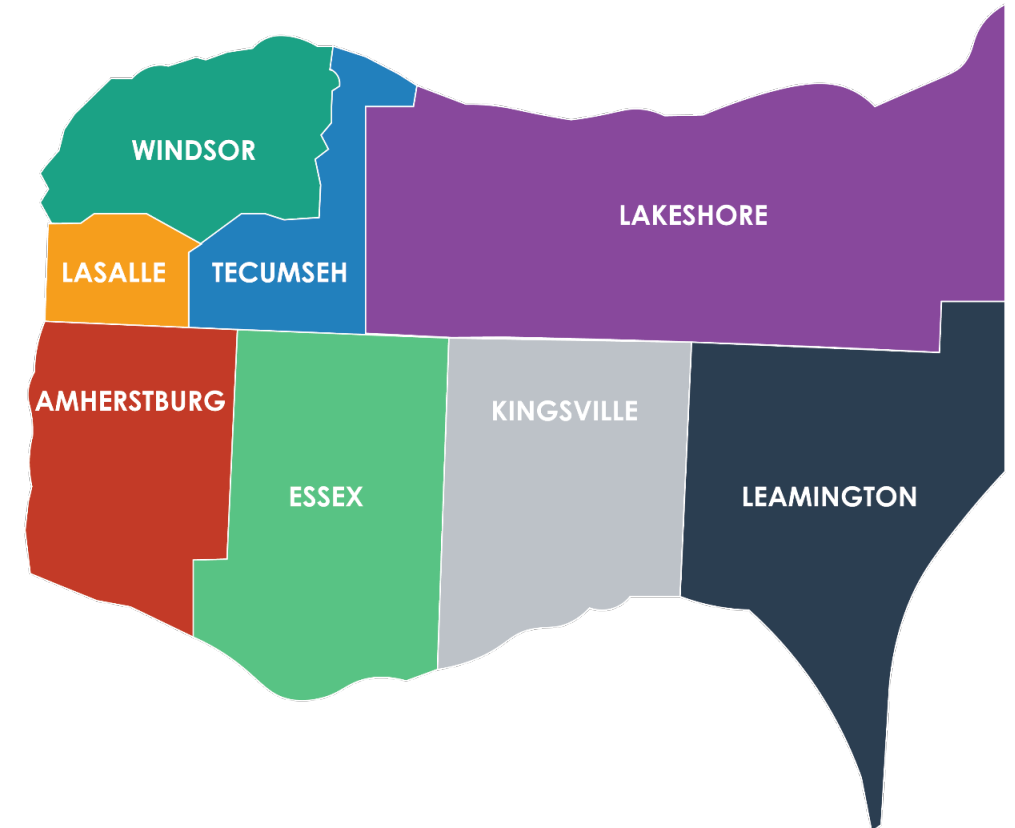 WINDSOR
LAKESHORE
LASALLE
TECUMSEH
AMHERSTBURG
KINGSVILLE
ESSEX
LEAMINGTON